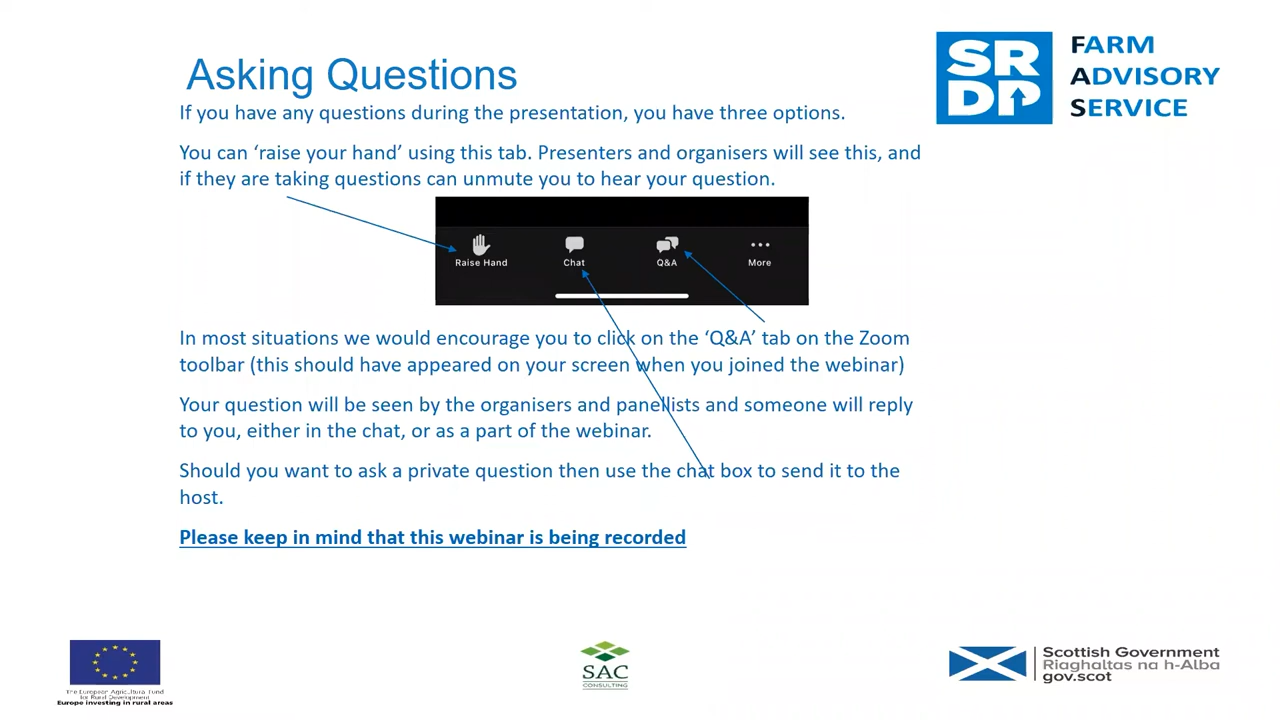 Asking Questions
SR
DP
FARM
ADVISORY
SERVICE
If you have any questions during the presentation, you have three options.
You can ‘raise your hand’ using this tab. Presenters and organisers will see this, and
if they are taking questions can unmute you to hear your question.
Raise Hand
Chat
Q&A
More
In most situations we would encourage you to click on the ‘Q&A’ tab on the Zoom
toolbar (this should have appeared on your screen when you joined the webinar)
Your question will be seen by the organisers and panellists and someone will reply
to you, either in the chat, or as a part of the webinar.
Should you want to ask a private question then use the chat box to send it to the
host.
Please keep in mind that this webinar is being recorded
The European Agricultural Fund
for Rural Development
Europe investing in rural areas
SAC
CONSULTING
Scottish Government
Riaghaltas na h-Alba
gov.scot